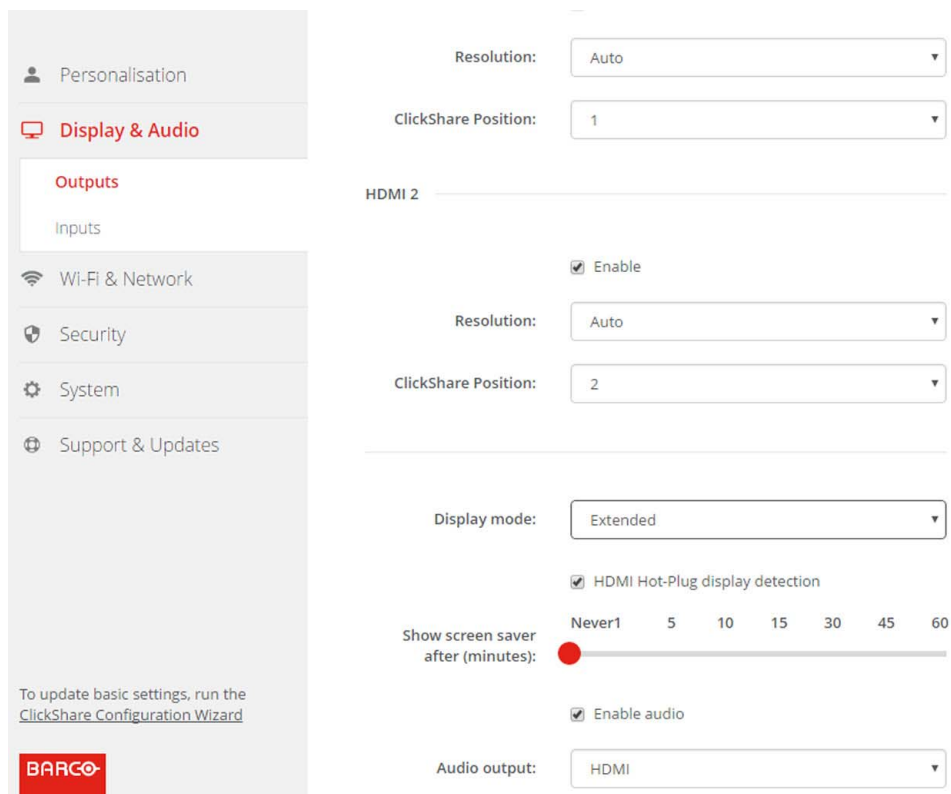 Personalisation
Display & Audio
Outputs
Inputs
Wi-Fi & Network
Security
System
Support & Updates
To update basic settings, run the
ClickShare Configuration Wizard
BARCO
Resolution: Auto
ClickShare Position: 1
HDMI 2
Enable
Resolution: Auto
ClickShare Position: 2
Display mode: Extended
HDMI Hot-Plug display detection
Never1 5 10 15 30 45 60
Show screen saver
after (minutes):
Enable audio
Audio output: HDMI